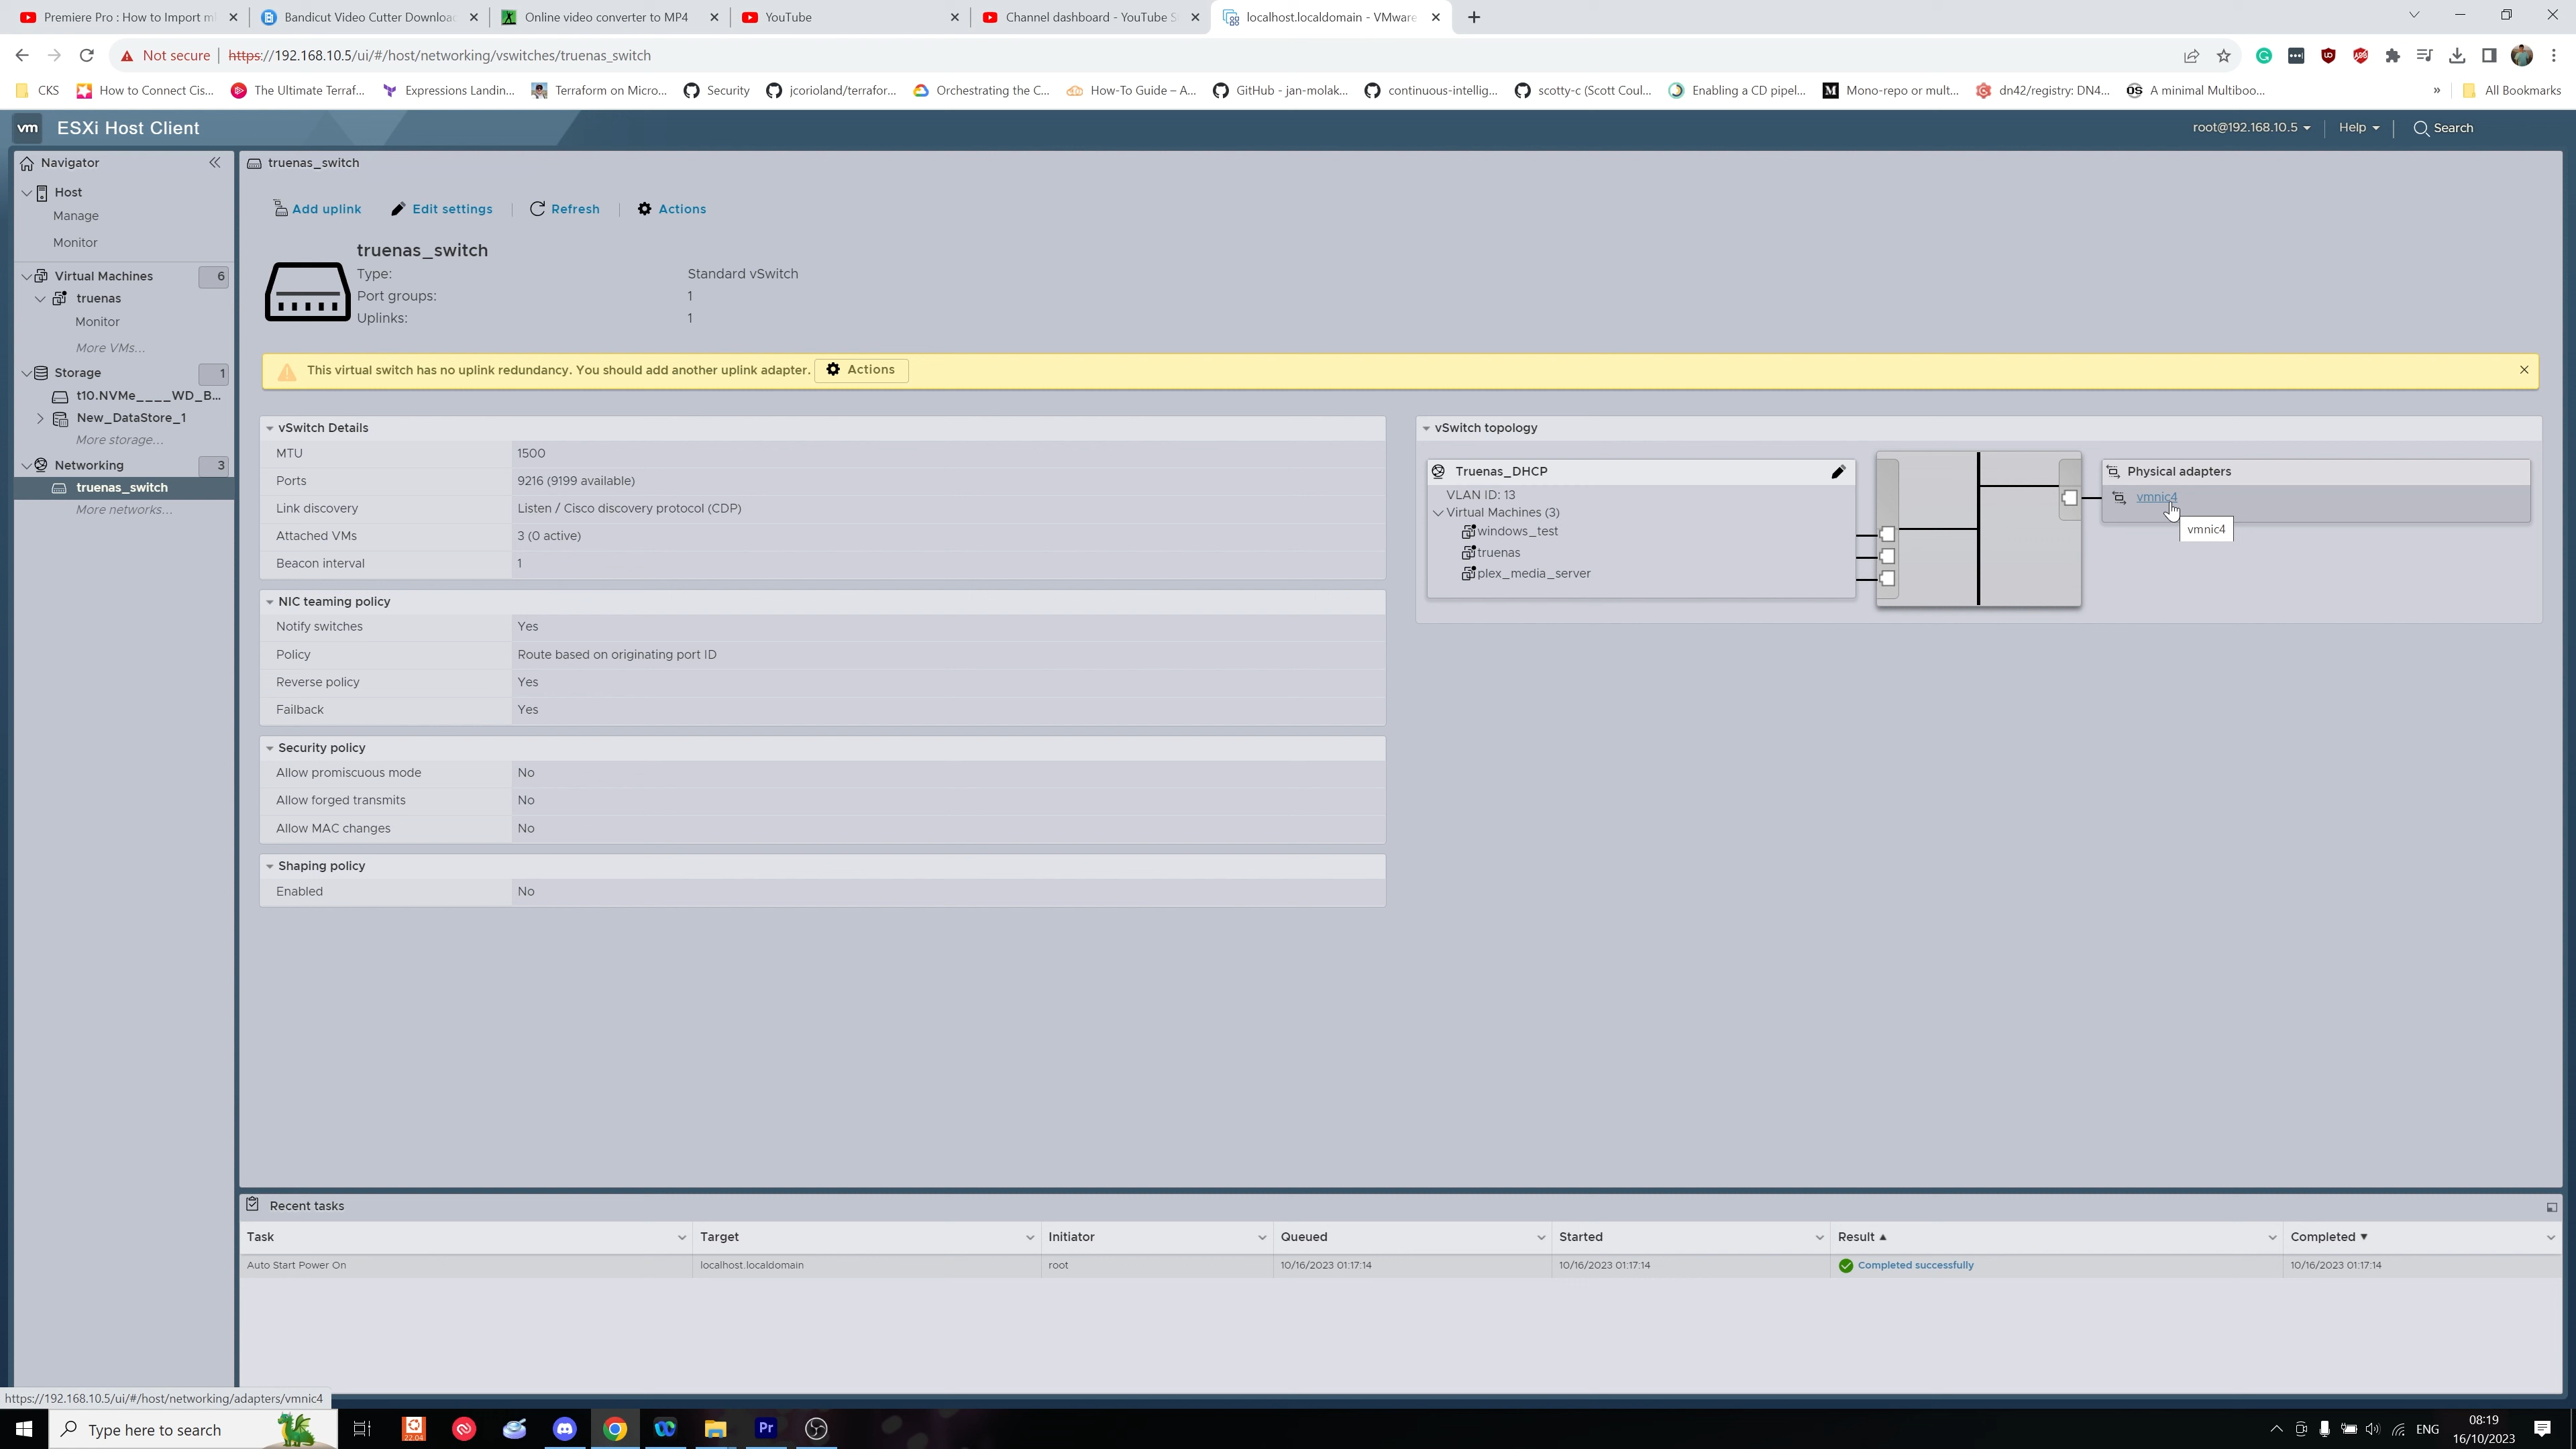 Premiere Pro : How to Import m
Bandicut Video Cutter Downloa
Online video converter to MP4
YouTube
Channel dashboard - YouTube S
localhost.localdomain - VMware
Not secure
https://192.168.10.5/ui/#/host/networking/vswitches/truenas_switch
CKS
How to Connect Cis...
The Ultimate Terraf...
Expressions Landin...
Terraform on Micro...
Security
jcorioland/terrafor...
Orchestrating the C...
How-To Guide – A...
GitHub - jan-molak...
continuous-intellig...
scotty-c (Scott Coul...
Enabling a CD pipel...
Mono-repo or mult...
dn42/registry: DN4...
A minimal Multiboo...
»
All Bookmarks
vm ESXi Host Client
root@192.168.10.5
Help
Search
Navigator
Host
Manage
Monitor
Virtual Machines 6
truenas
Monitor
More VMs...
Storage 1
t10.NVMe____WD_B...
New_DataStore_1
More storage...
Networking 3
truenas_switch
More networks...
truenas_switch
Add uplink
Edit settings
Refresh
Actions
truenas_switch
Type: Standard vSwitch
Port groups: 1
Uplinks: 1
This virtual switch has no uplink redundancy. You should add another uplink adapter. Actions
vSwitch Details
MTU 1500
Ports 9216 (9199 available)
Link discovery Listen / Cisco discovery protocol (CDP)
Attached VMs 3 (0 active)
Beacon interval 1
NIC teaming policy
Notify switches Yes
Policy Route based on originating port ID
Reverse policy Yes
Failback Yes
Security policy
Allow promiscuous mode No
Allow forged transmits No
Allow MAC changes No
Shaping policy
Enabled No
vSwitch topology
Truenas_DHCP
VLAN ID: 13
Virtual Machines (3)
windows_test
truenas
plex_media_server
Physical adapters
vmnic4
vmnic4
Recent tasks
Task Target Initiator Queued Started Result Completed
Auto Start Power On localhost.localdomain root 10/16/2023 01:17:14 10/16/2023 01:17:14 Completed successfully 10/16/2023 01:17:14
https://192.168.10.5/ui/#/host/networking/adapters/vmnic4
Type here to search
22.04
Pr
ENG
08:19
16/10/2023